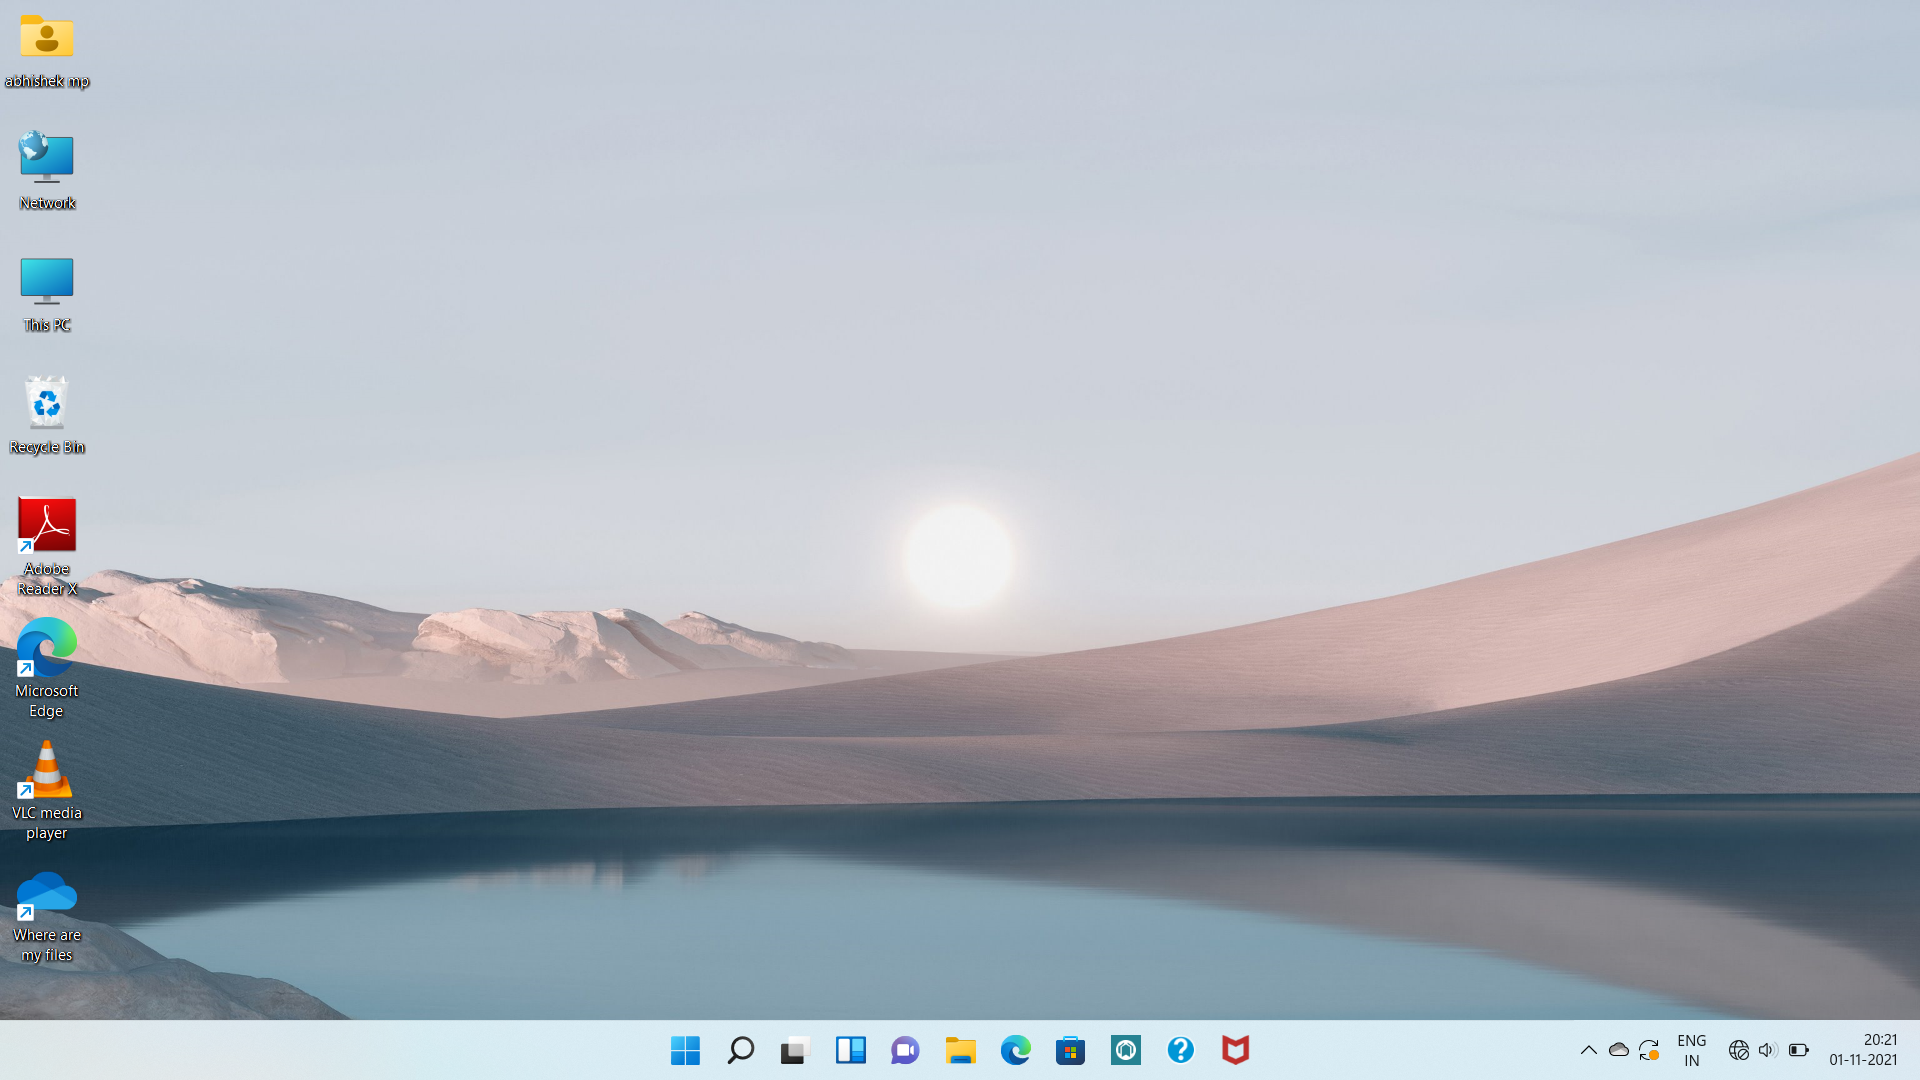 abhishek mp
Network
This PC
Recycle Bin
Adobe
Reader X
Microsoft
Edge
VLC media
player
Where are
my files
ENG
IN
20:21
01-11-2021